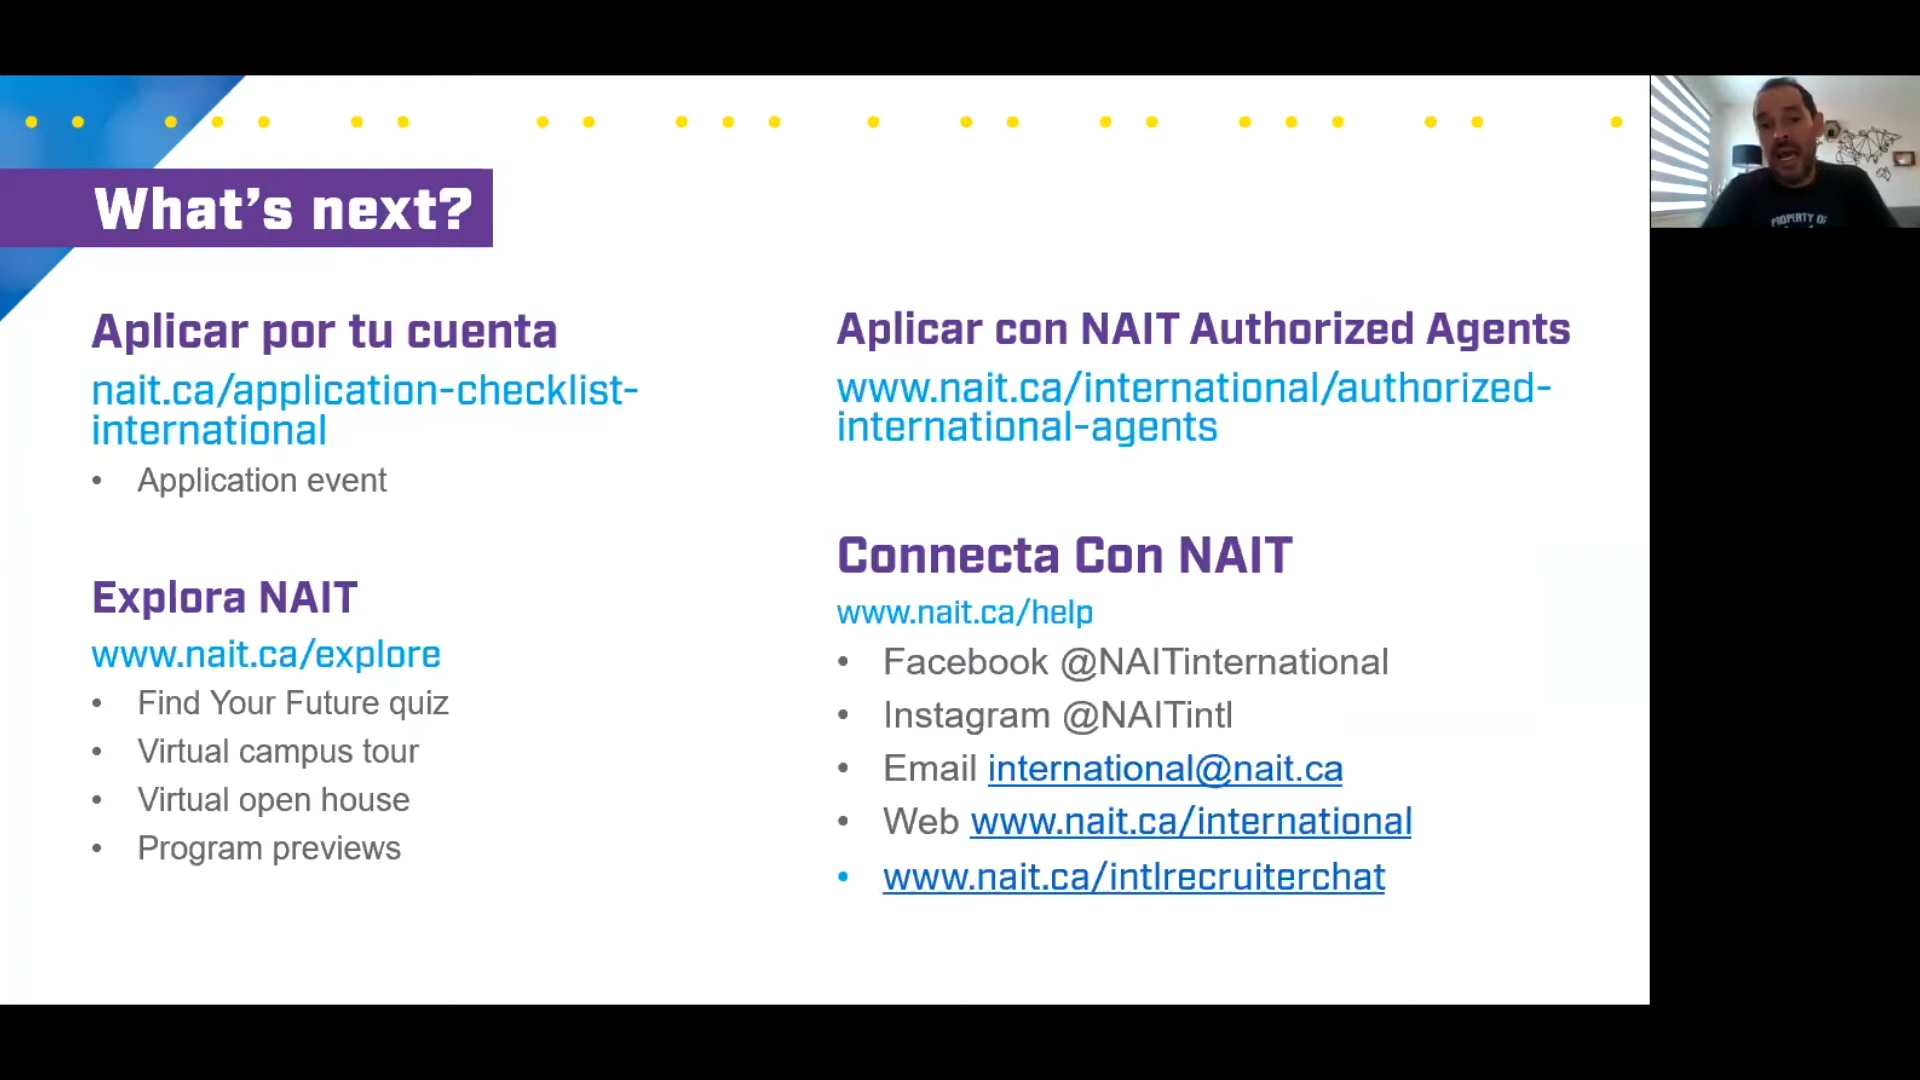 What's next?
Aplicar por tu cuenta
nait.ca/application-checklist-
international
• Application event
Explora NAIT
www.nait.ca/explore
• Find Your Future quiz
• Virtual campus tour
• Virtual open house
• Program previews
Aplicar con NAIT Authorized Agents
www.nait.ca/international/authorized-
international-agents
Connecta Con NAIT
www.nait.ca/help
• Facebook @NAITinternational
• Instagram @NAITintl
• Email international@nait.ca
• Web www.nait.ca/international
• www.nait.ca/intlrecruiterchat
PROPERTY OF